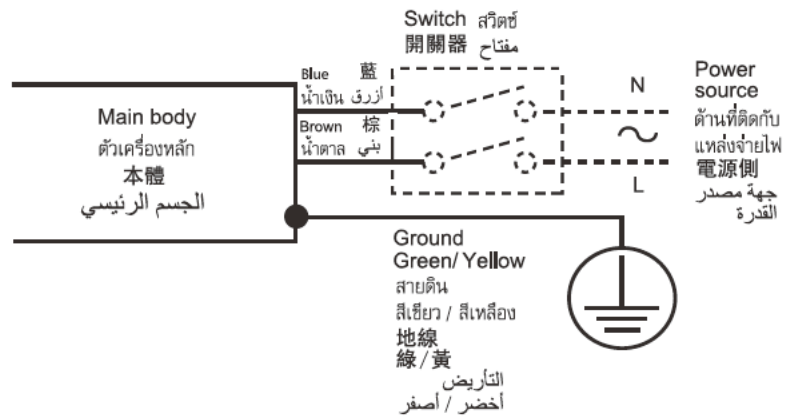 Switch สวิตช์
開關器 مفتاح
Blue 藍
น้ำเงิน أزرق
Brown 棕
น้ำตาล بني
Main body
ตัวเครื่องหลัก
本體
الجسم الرئيسي
N
L
Power
source
ด้านที่ติดกับ
แหล่งจ่ายไฟ
電源側
جهة مصدر
القدرة
Ground
Green/ Yellow
สายดิน
สีเขียว / สีเหลือง
地線
綠/黃
التأريض
أخضر / أصفر